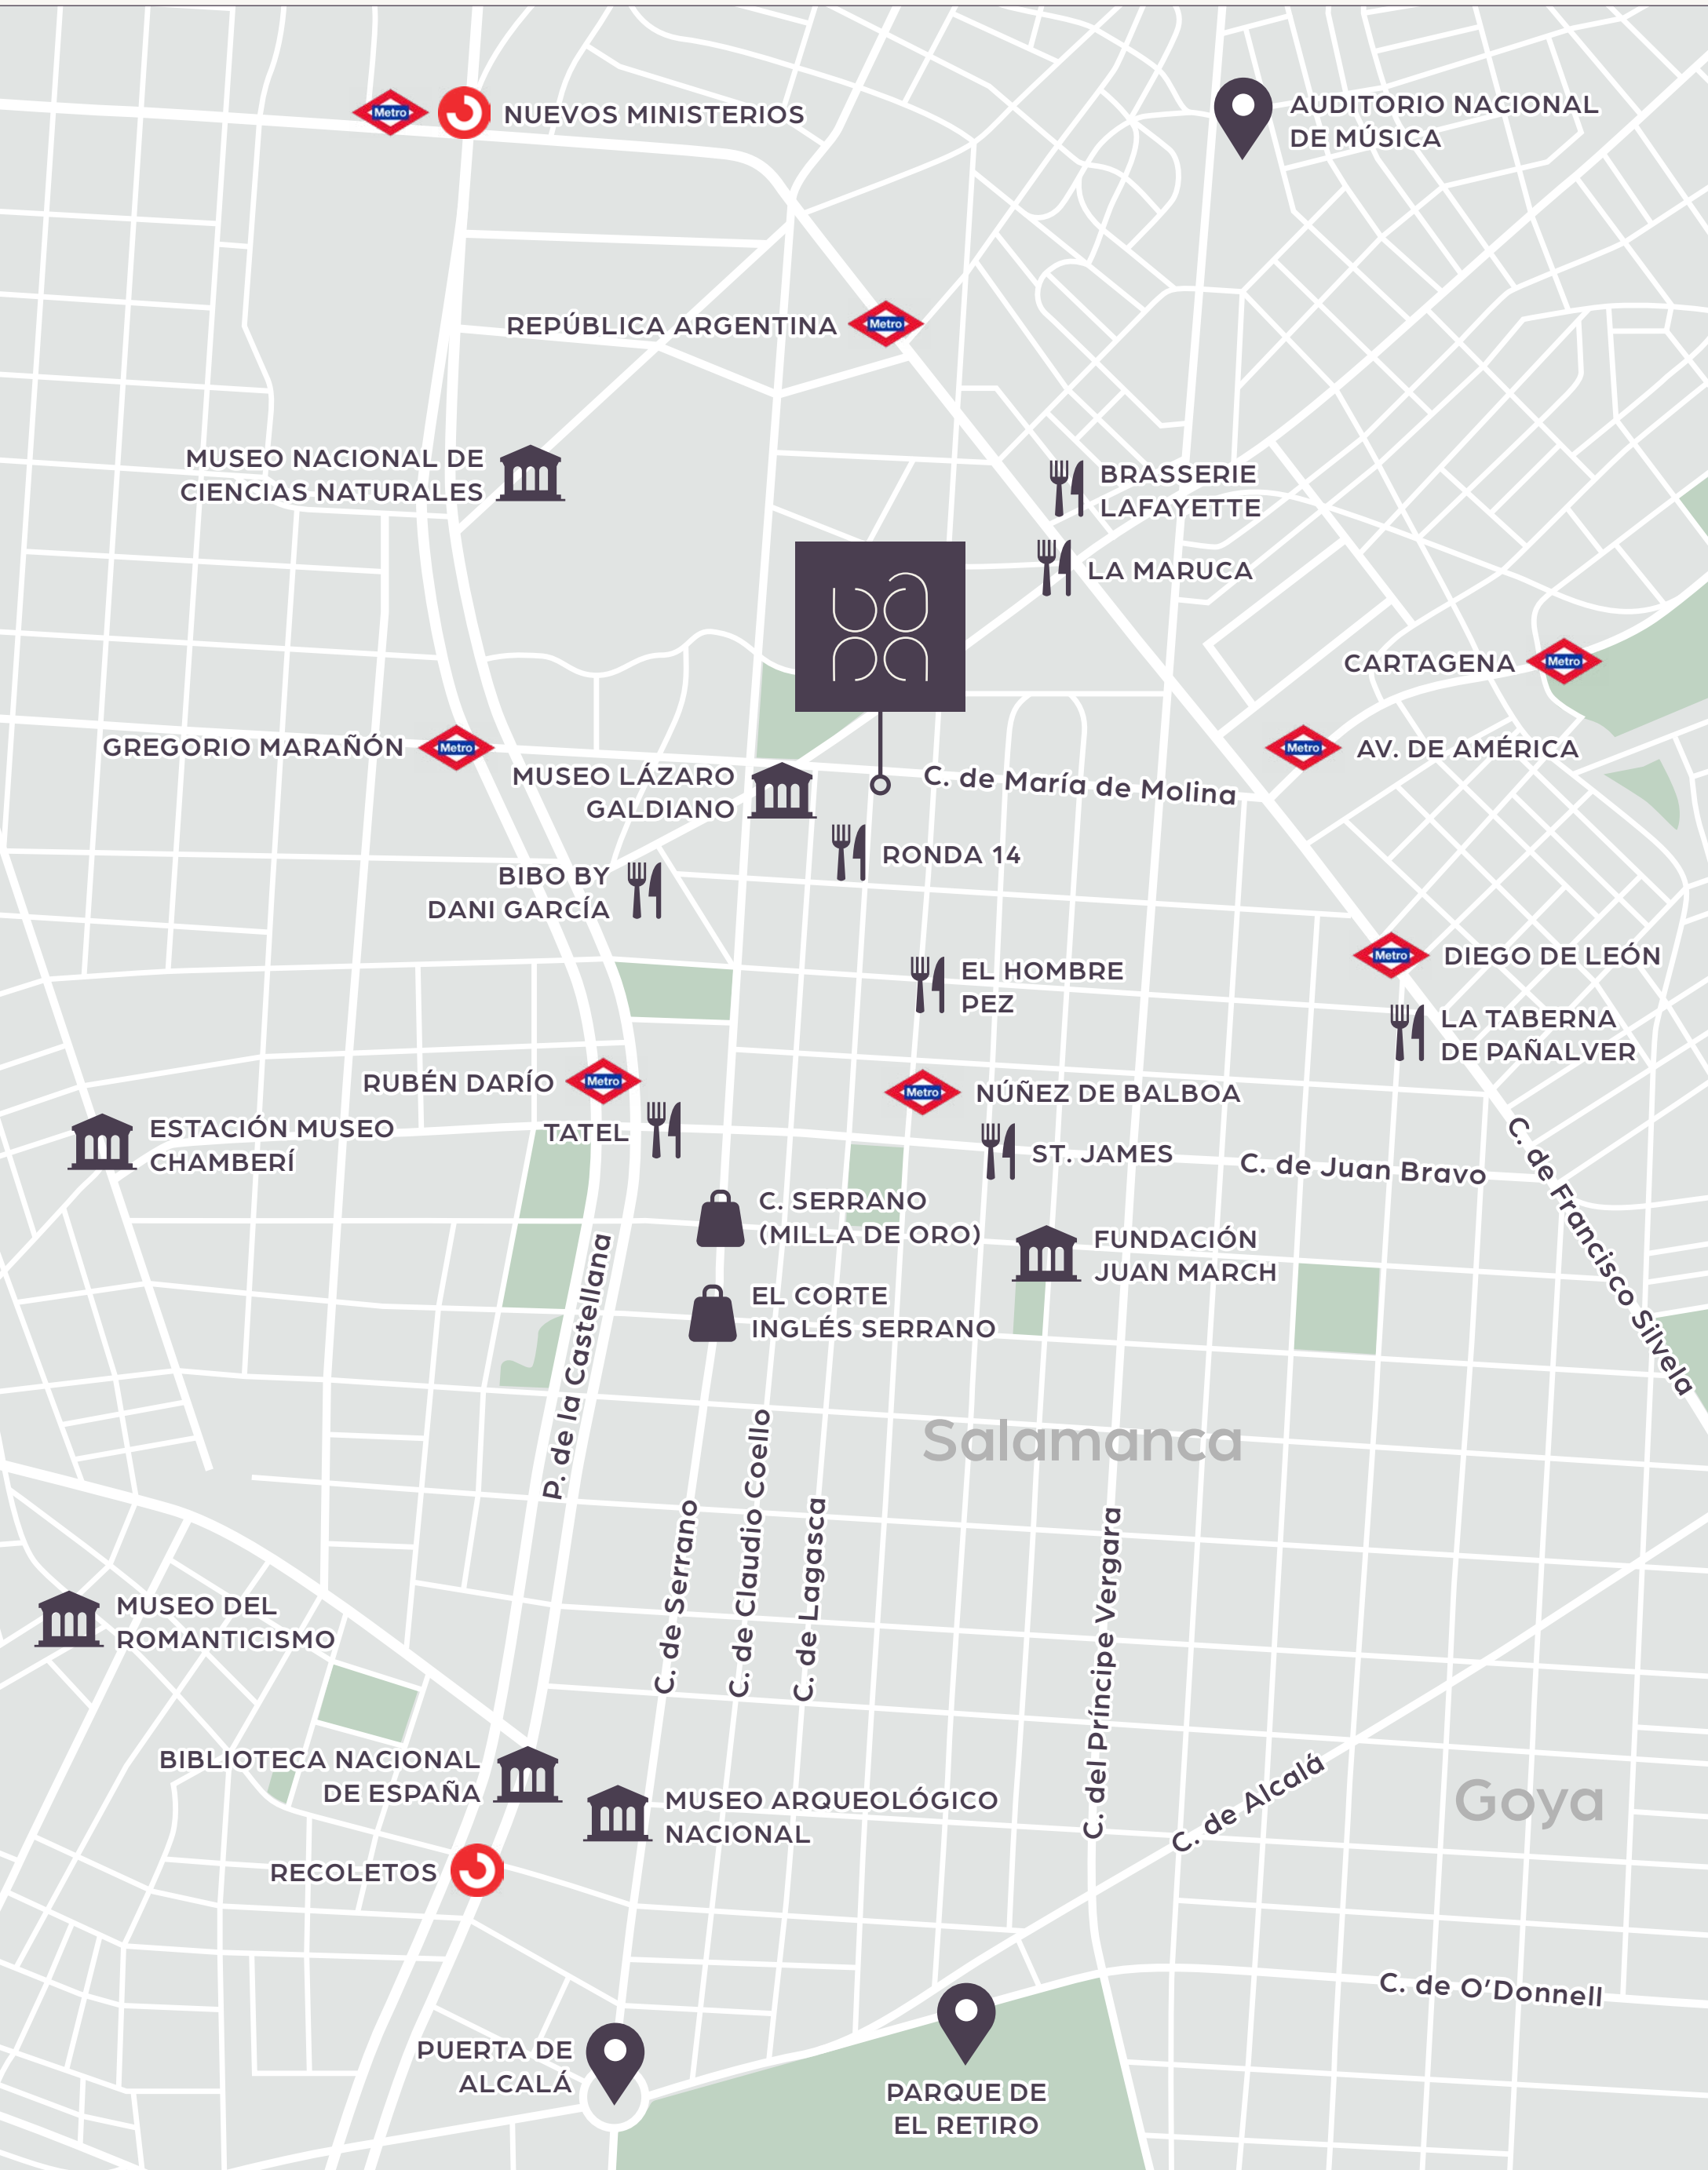 Metro
NUEVOS MINISTERIOS
AUDITORIO NACIONAL
DE MÚSICA
REPÚBLICA ARGENTINA
Metro
MUSEO NACIONAL DE
CIENCIAS NATURALES
BRASSERIE
LAFAYETTE
LA MARUCA
CARTAGENA
Metro
GREGORIO MARAÑÓN
Metro
Metro
AV. DE AMÉRICA
MUSEO LÁZARO
GALDIANO
C. de María de Molina
RONDA 14
BIBO BY
DANI GARCÍA
Metro
DIEGO DE LEÓN
EL HOMBRE
PEZ
LA TABERNA
DE PAÑALVER
RUBÉN DARÍO
Metro
Metro
NÚÑEZ DE BALBOA
ESTACIÓN MUSEO
CHAMBERÍ
TATEL
ST. JAMES
C. de Juan Bravo
C. de Francisco Silvela
C. SERRANO
(MILLA DE ORO)
FUNDACIÓN
JUAN MARCH
EL CORTE
INGLÉS SERRANO
P. de la Castellana
Salamanca
C. de Serrano
C. de Claudio Coello
C. de Lagasca
C. del Príncipe Vergara
MUSEO DEL
ROMANTICISMO
BIBLIOTECA NACIONAL
DE ESPAÑA
MUSEO ARQUEOLÓGICO
NACIONAL
C. de Alcalá
Goya
RECOLETOS
C. de O'Donnell
PUERTA DE
ALCALÁ
PARQUE DE
EL RETIRO